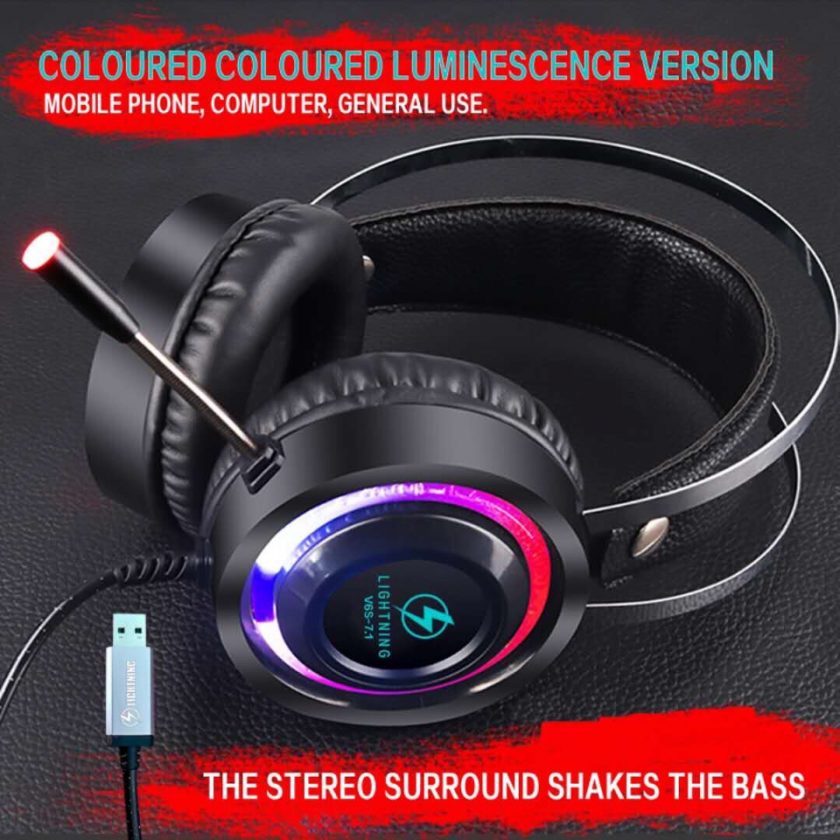 COLOURED COLOURED LUMINESCENCE VERSION
MOBILE PHONE, COMPUTER, GENERAL USE.
LIGHTNING
V6S-7.1
LIGHTNING
THE STEREO SURROUND SHAKES THE BASS